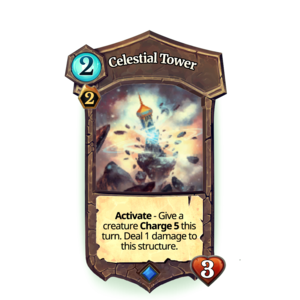 2
Celestial Tower
2
Activate - Give a
creature Charge 5 this
turn. Deal 1 damage to
this structure.
3